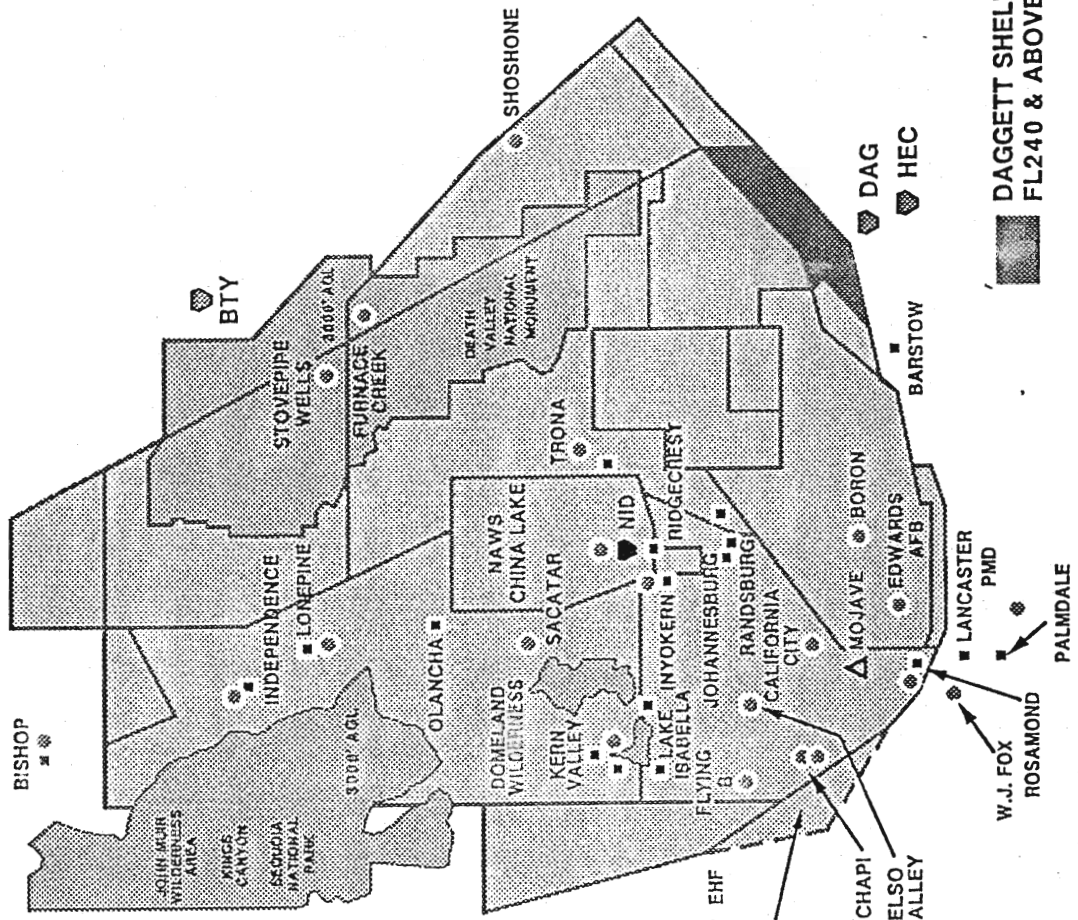 BISHOP
BTY
SHOSHONE
JOHN MUIR
WILDERNESS
AREA
KINGS
CANYON
SEQUOIA
NATIONAL
PARK
3000' AGL
INDEPENDENCE
LONEPINE
STOVEPIPE
WELLS
3000' AGL
FURNACE
CREEK
DEATH
VALLEY
NATIONAL
MONUMENT
OLANCHA
NAWS
CHINA LAKE
TRONA
DOMELAND
WILDERNESS
SACATAR
NID
RIDGECREST
KERN
VALLEY
INYOKERN
LAKE
ISABELLA
JOHANNESBURG
RANDSBURG
FLYING
B
CALIFORNIA
CITY
MOJAVE
BORON
EDWARDS
AFB
EHF
CHAPI
ELSO
ALLEY
W.J. FOX
ROSAMOND
LANCASTER
PMD
PALMDALE
BARSTOW
DAG
HEC
DAGGETT SHEL
FL240 & ABOVE